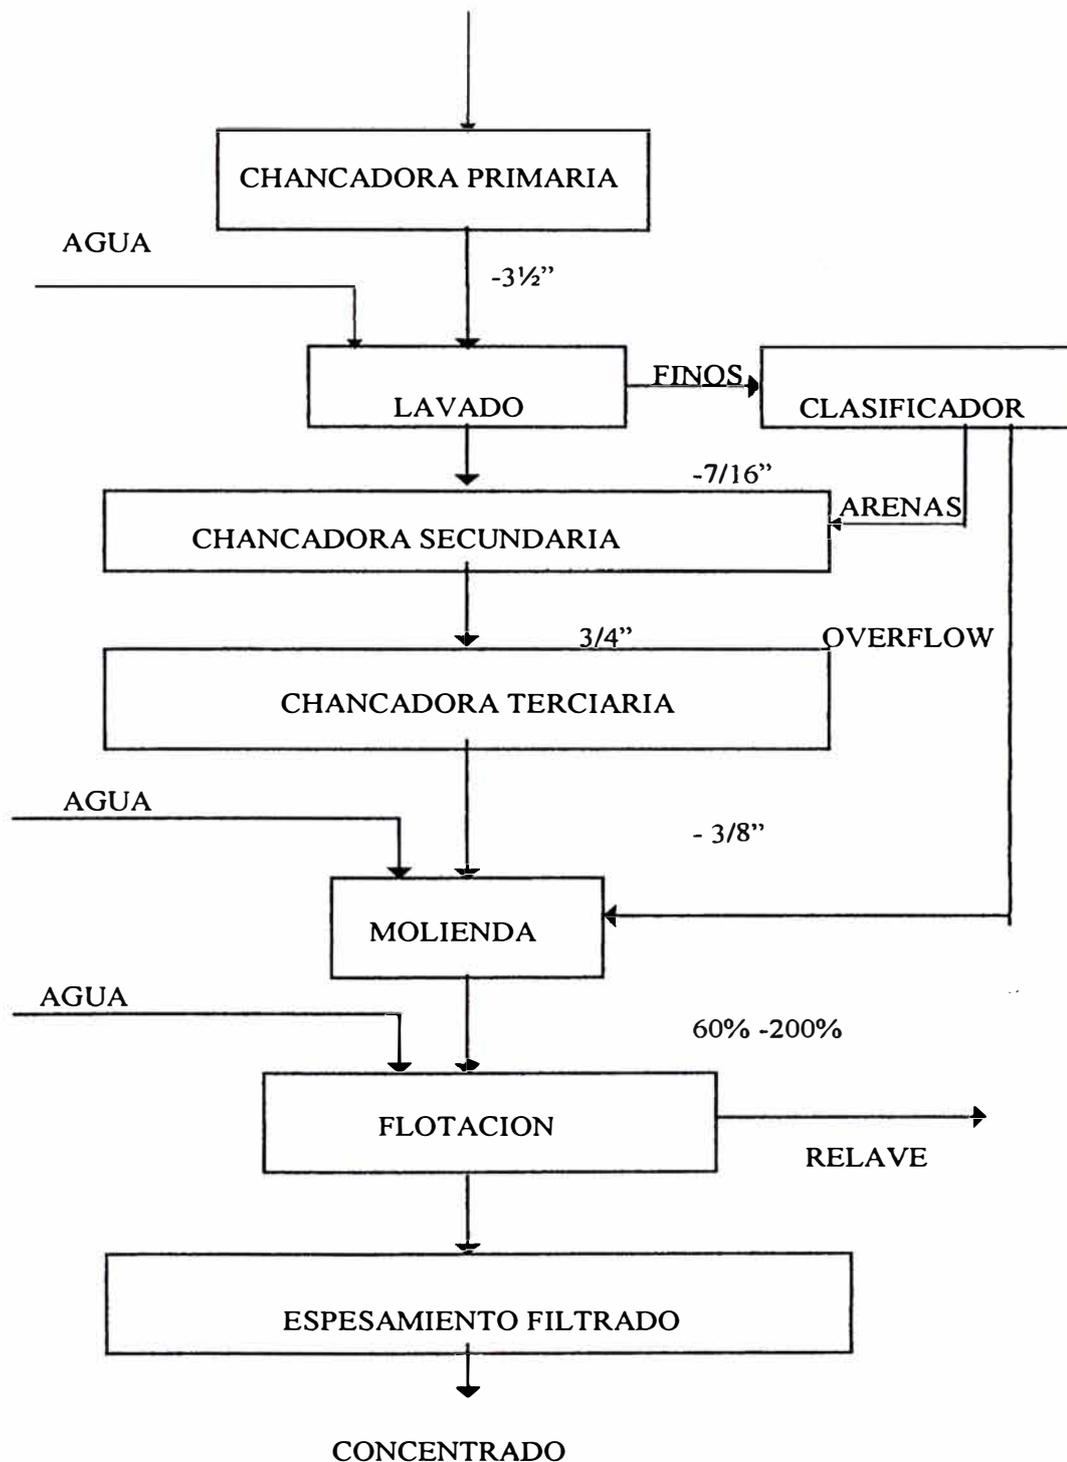 CHANCADORA PRIMARIA
AGUA
-3½”
FINOS
LAVADO
CLASIFICADOR
-7/16”
ARENAS
CHANCADORA SECUNDARIA
3/4”
OVERFLOW
CHANCADORA TERCIARIA
AGUA
- 3/8”
MOLIENDA
AGUA
60% -200%
FLOTACION
RELAVE
ESPESAMIENTO FILTRADO
CONCENTRADO